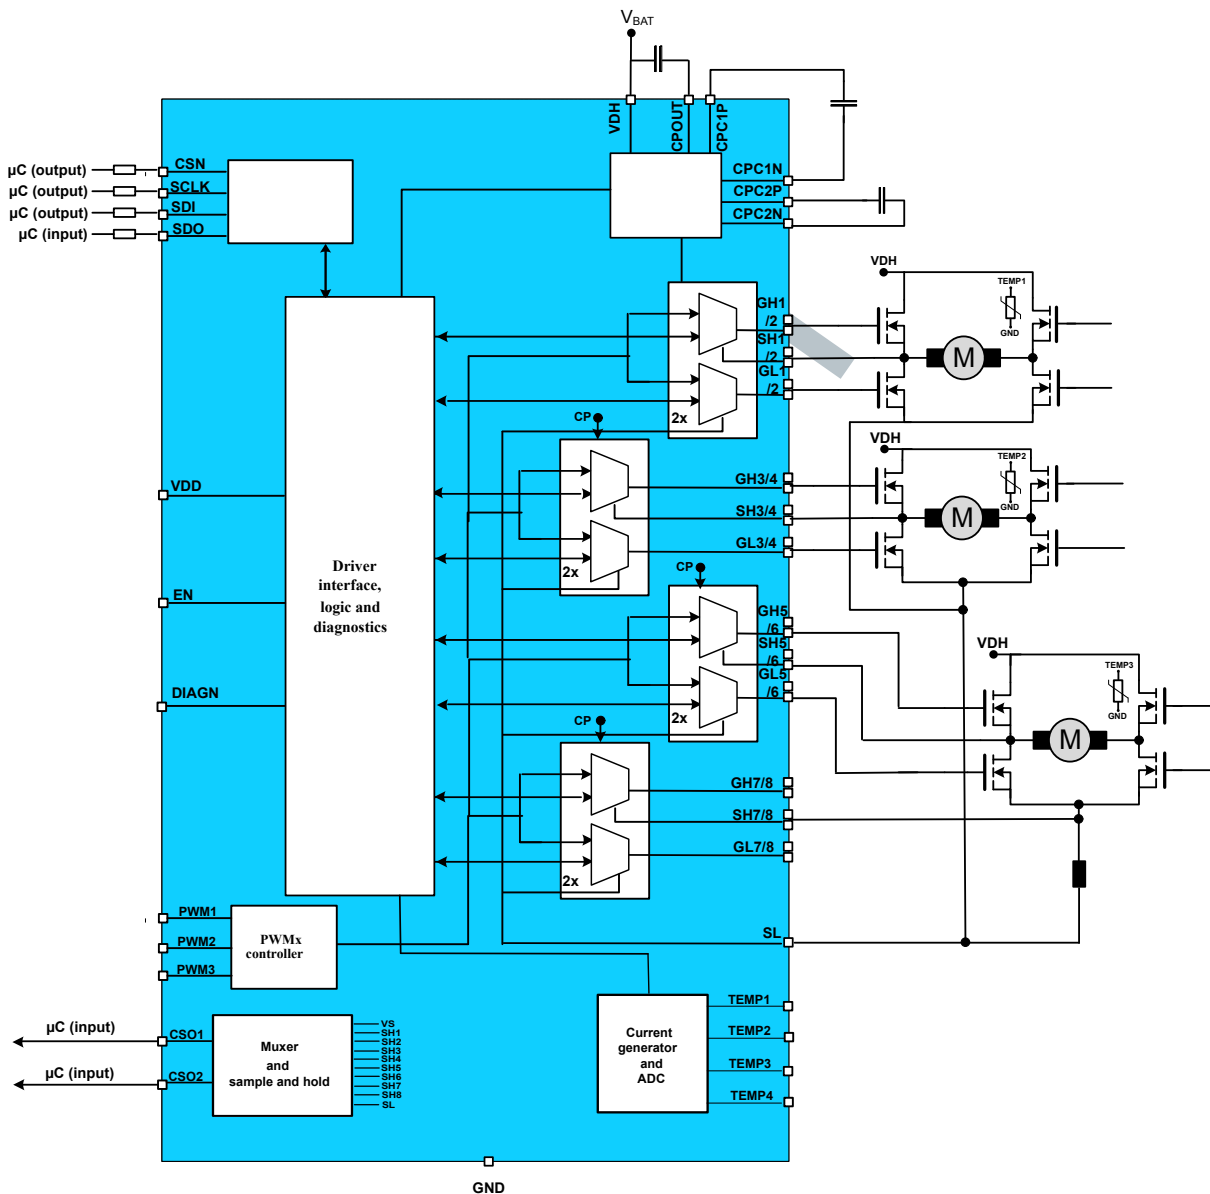 VBAT
VDH
CPOUT
CPC1P
CPC1N
CPC2P
CPC2N
µC (output)
µC (output)
µC (output)
µC (input)
CSN
SCLK
SDI
SDO
VDD
EN
DIAGN
Driver
interface,
logic and
diagnostics
GH1
/2
SH1
/2
GL1
/2
2x
CP
GH3/4
SH3/4
GL3/4
2x
CP
GH5
/6
SH5
/6
GL5
/6
2x
CP
GH7/8
SH7/8
GL7/8
2x
SL
VDH
TEMP1
GND
M
VDH
TEMP2
GND
M
VDH
TEMP3
GND
M
PWM1
PWM2
PWM3
PWMx
controller
µC (input)
µC (input)
CSO1
CSO2
Muxer
and
sample and hold
VS
SH1
SH2
SH3
SH4
SH5
SH6
SH7
SH8
SL
Current
generator
and
ADC
TEMP1
TEMP2
TEMP3
TEMP4
GND